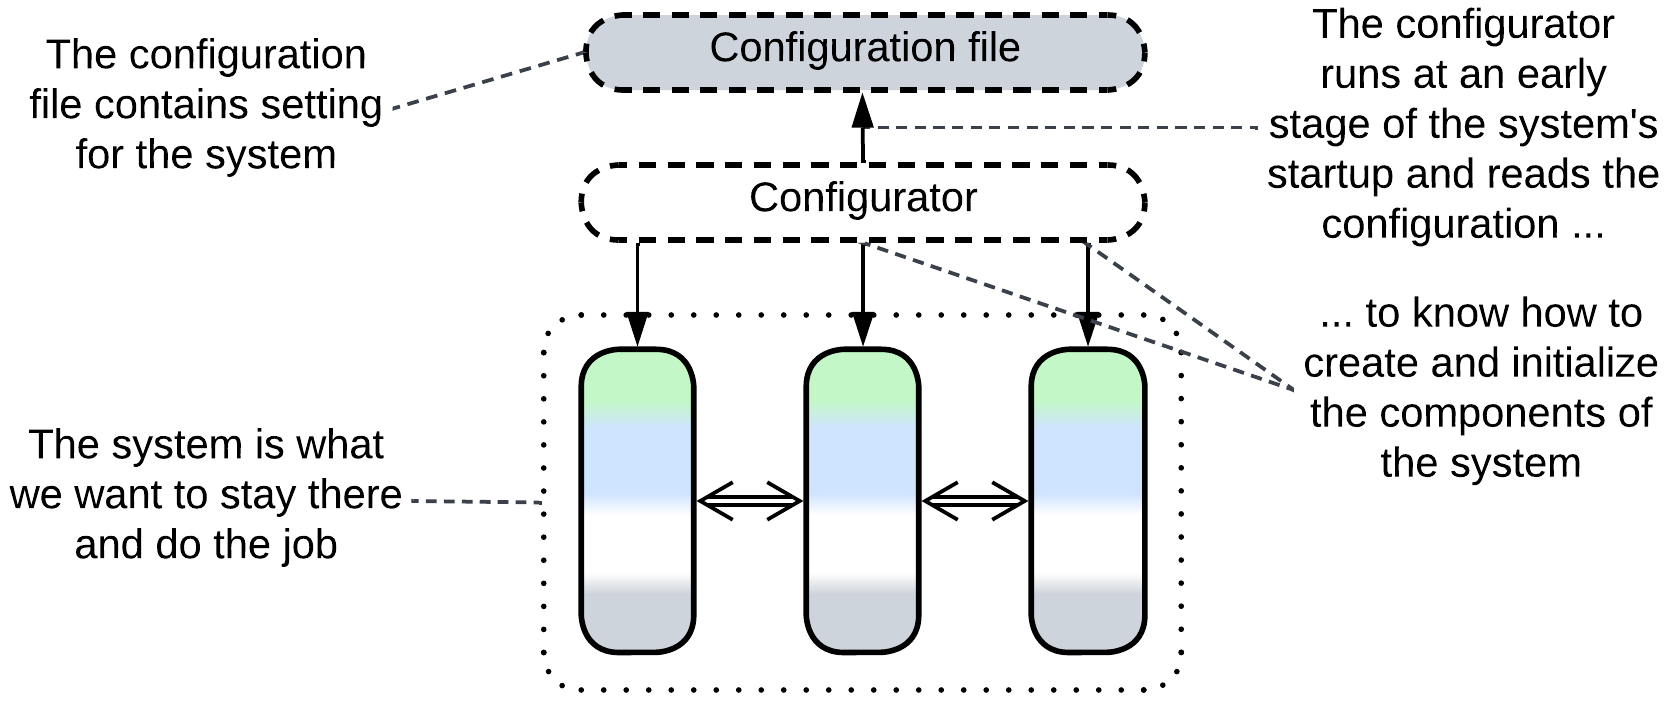 The configuration
file contains setting
for the system
Configuration file
The configurator
runs at an early
stage of the system's
startup and reads the
configuration ...
Configurator
... to know how to
create and initialize
the components of
the system
The system is what
we want to stay there
and do the job